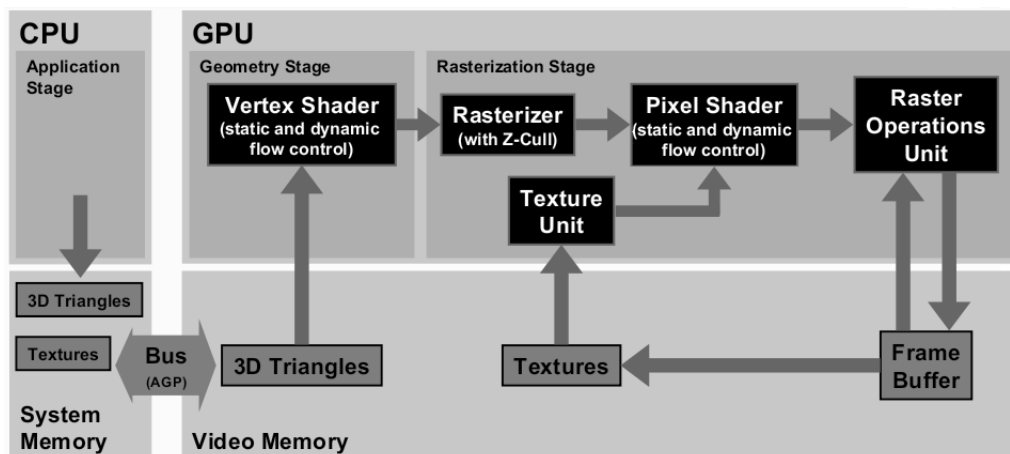 CPU
Application
Stage
3D Triangles
Textures
System
Memory
Bus
(AGP)
GPU
Geometry Stage
Vertex Shader
(static and dynamic
flow control)
Rasterization Stage
Rasterizer
(with Z-Cull)
Pixel Shader
(static and dynamic
flow control)
Raster
Operations
Unit
Texture
Unit
3D Triangles
Textures
Frame
Buffer
Video Memory